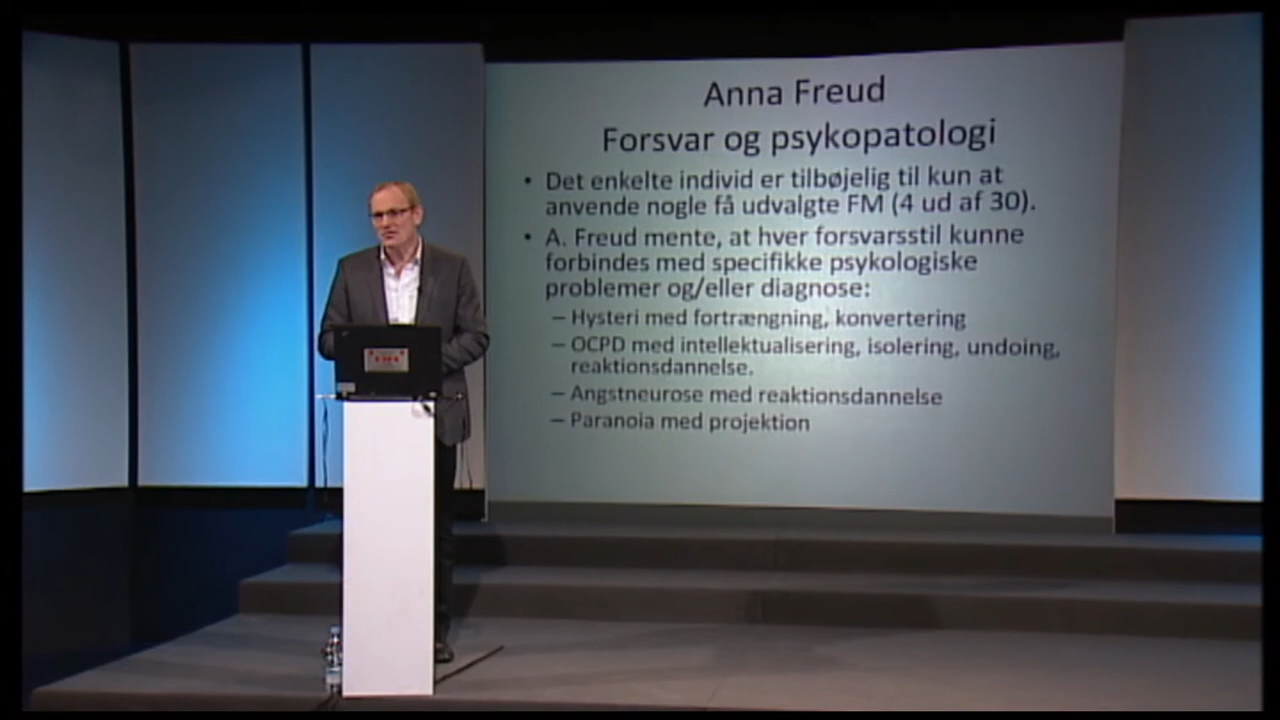 Anna Freud
Forsvar og psykopatologi
• Det enkelte individ er tilbøjelig til kun at
anvende nogle få udvalgte FM (4 ud af 30).
• A. Freud mente, at hver forsvarsstil kunne
forbindes med specifikke psykologiske
problemer og/eller diagnose:
– Hysteri med fortrængning, konvertering
– OCPD med intellektualisering, isolering, undoing,
reaktionsdannelse.
– Angstneurose med reaktionsdannelse
– Paranoia med projektion